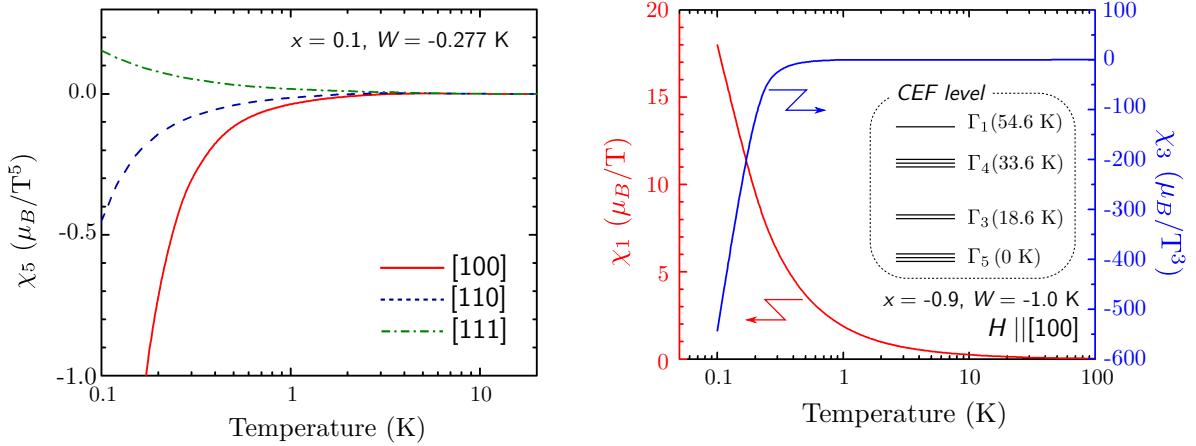 x = 0.1, W = -0.277 K
0.0
-0.5
-1.0
χ5 (μB/T^5)
[100]
[110]
[111]
0.1
1
10
Temperature (K)
20
15
10
5
0
χ1 (μB/T)
100
0
-100
-200
-300
-400
-500
-600
χ3 (μB/T^3)
CEF level
Γ1(54.6 K)
Γ4(33.6 K)
Γ3(18.6 K)
Γ5(0 K)
x = -0.9, W = -1.0 K
H ||[100]
0.1
1
10
100
Temperature (K)